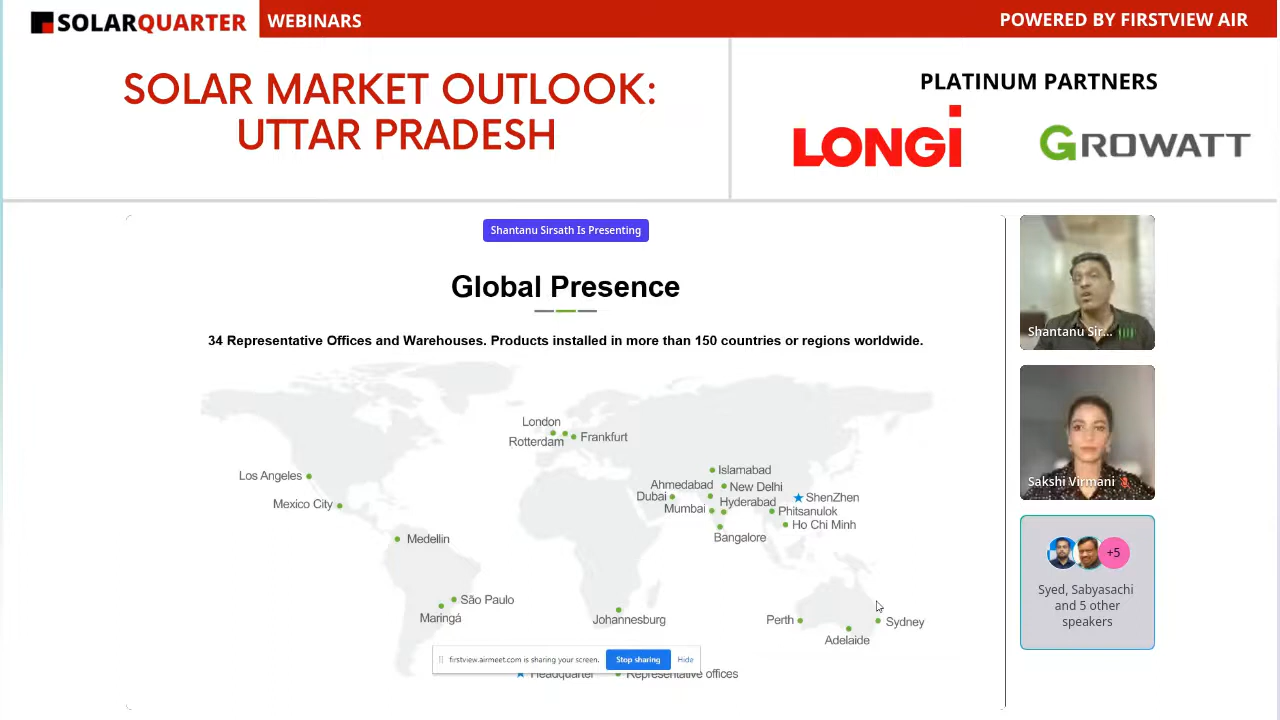 SOLARQUARTER
WEBINARS
POWERED BY FIRSTVIEW AIR
SOLAR MARKET OUTLOOK:
UTTAR PRADESH
PLATINUM PARTNERS
LONGi
GROWATT
Shantanu Sirsath Is Presenting
Global Presence
34 Representative Offices and Warehouses. Products installed in more than 150 countries or regions worldwide.
London
Rotterdam
Frankfurt
Los Angeles
Mexico City
Islamabad
Ahmedabad
New Delhi
Dubai
Hyderabad
ShenZhen
Mumbai
Phitsanulok
Ho Chi Minh
Bangalore
Medellin
São Paulo
Maringá
Johannesburg
Perth
Sydney
Adelaide
firstview.airmeet.com is sharing your screen.
Stop sharing
Hide
Headquarter
Representative offices
Shantanu Sir...
Sakshi Virmani
+5
Syed, Sabyasachi
and 5 other
speakers